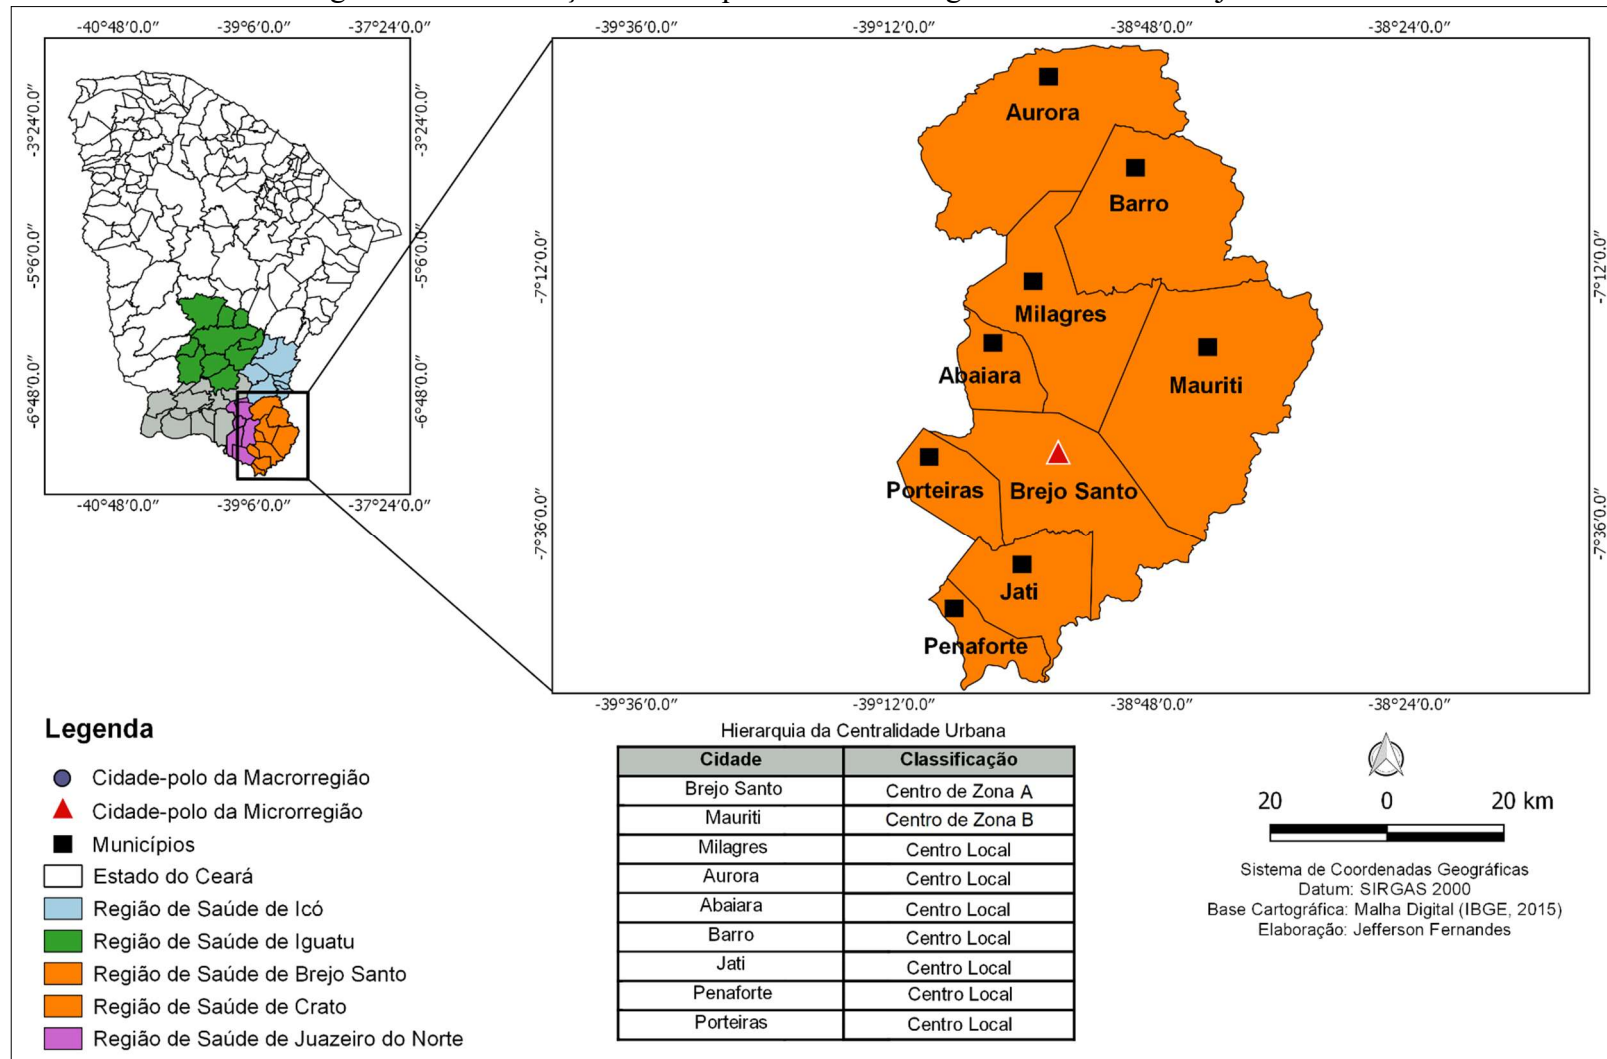 -40°48′0.0″ -39°6′0.0″ -37°24′0.0″
-39°36′0.0″ -39°12′0.0″ -38°48′0.0″ -38°24′0.0″
-3°24′0.0″ -3°24′0.0″
-5°6′0.0″ -5°6′0.0″
-6°48′0.0″ -6°48′0.0″
-40°48′0.0″ -39°6′0.0″ -37°24′0.0″
-7°12′0.0″ -7°12′0.0″
-7°36′0.0″ -7°36′0.0″
Aurora
Barro
Milagres
Abaiara
Mauriti
Porteiras
Brejo Santo
Jati
Penaforte
-39°36′0.0″ -39°12′0.0″ -38°48′0.0″ -38°24′0.0″
Legenda
Cidade-polo da Macrorregião
Cidade-polo da Microrregião
Municípios
Estado do Ceará
Região de Saúde de Icó
Região de Saúde de Iguatu
Região de Saúde de Brejo Santo
Região de Saúde de Crato
Região de Saúde de Juazeiro do Norte
Hierarquia da Centralidade Urbana
Cidade Classificação
Brejo Santo Centro de Zona A
Mauriti Centro de Zona B
Milagres Centro Local
Aurora Centro Local
Abaiara Centro Local
Barro Centro Local
Jati Centro Local
Penaforte Centro Local
Porteiras Centro Local
20 0 20 km
Sistema de Coordenadas Geográficas
Datum: SIRGAS 2000
Base Cartográfica: Malha Digital (IBGE, 2015)
Elaboração: Jefferson Fernandes